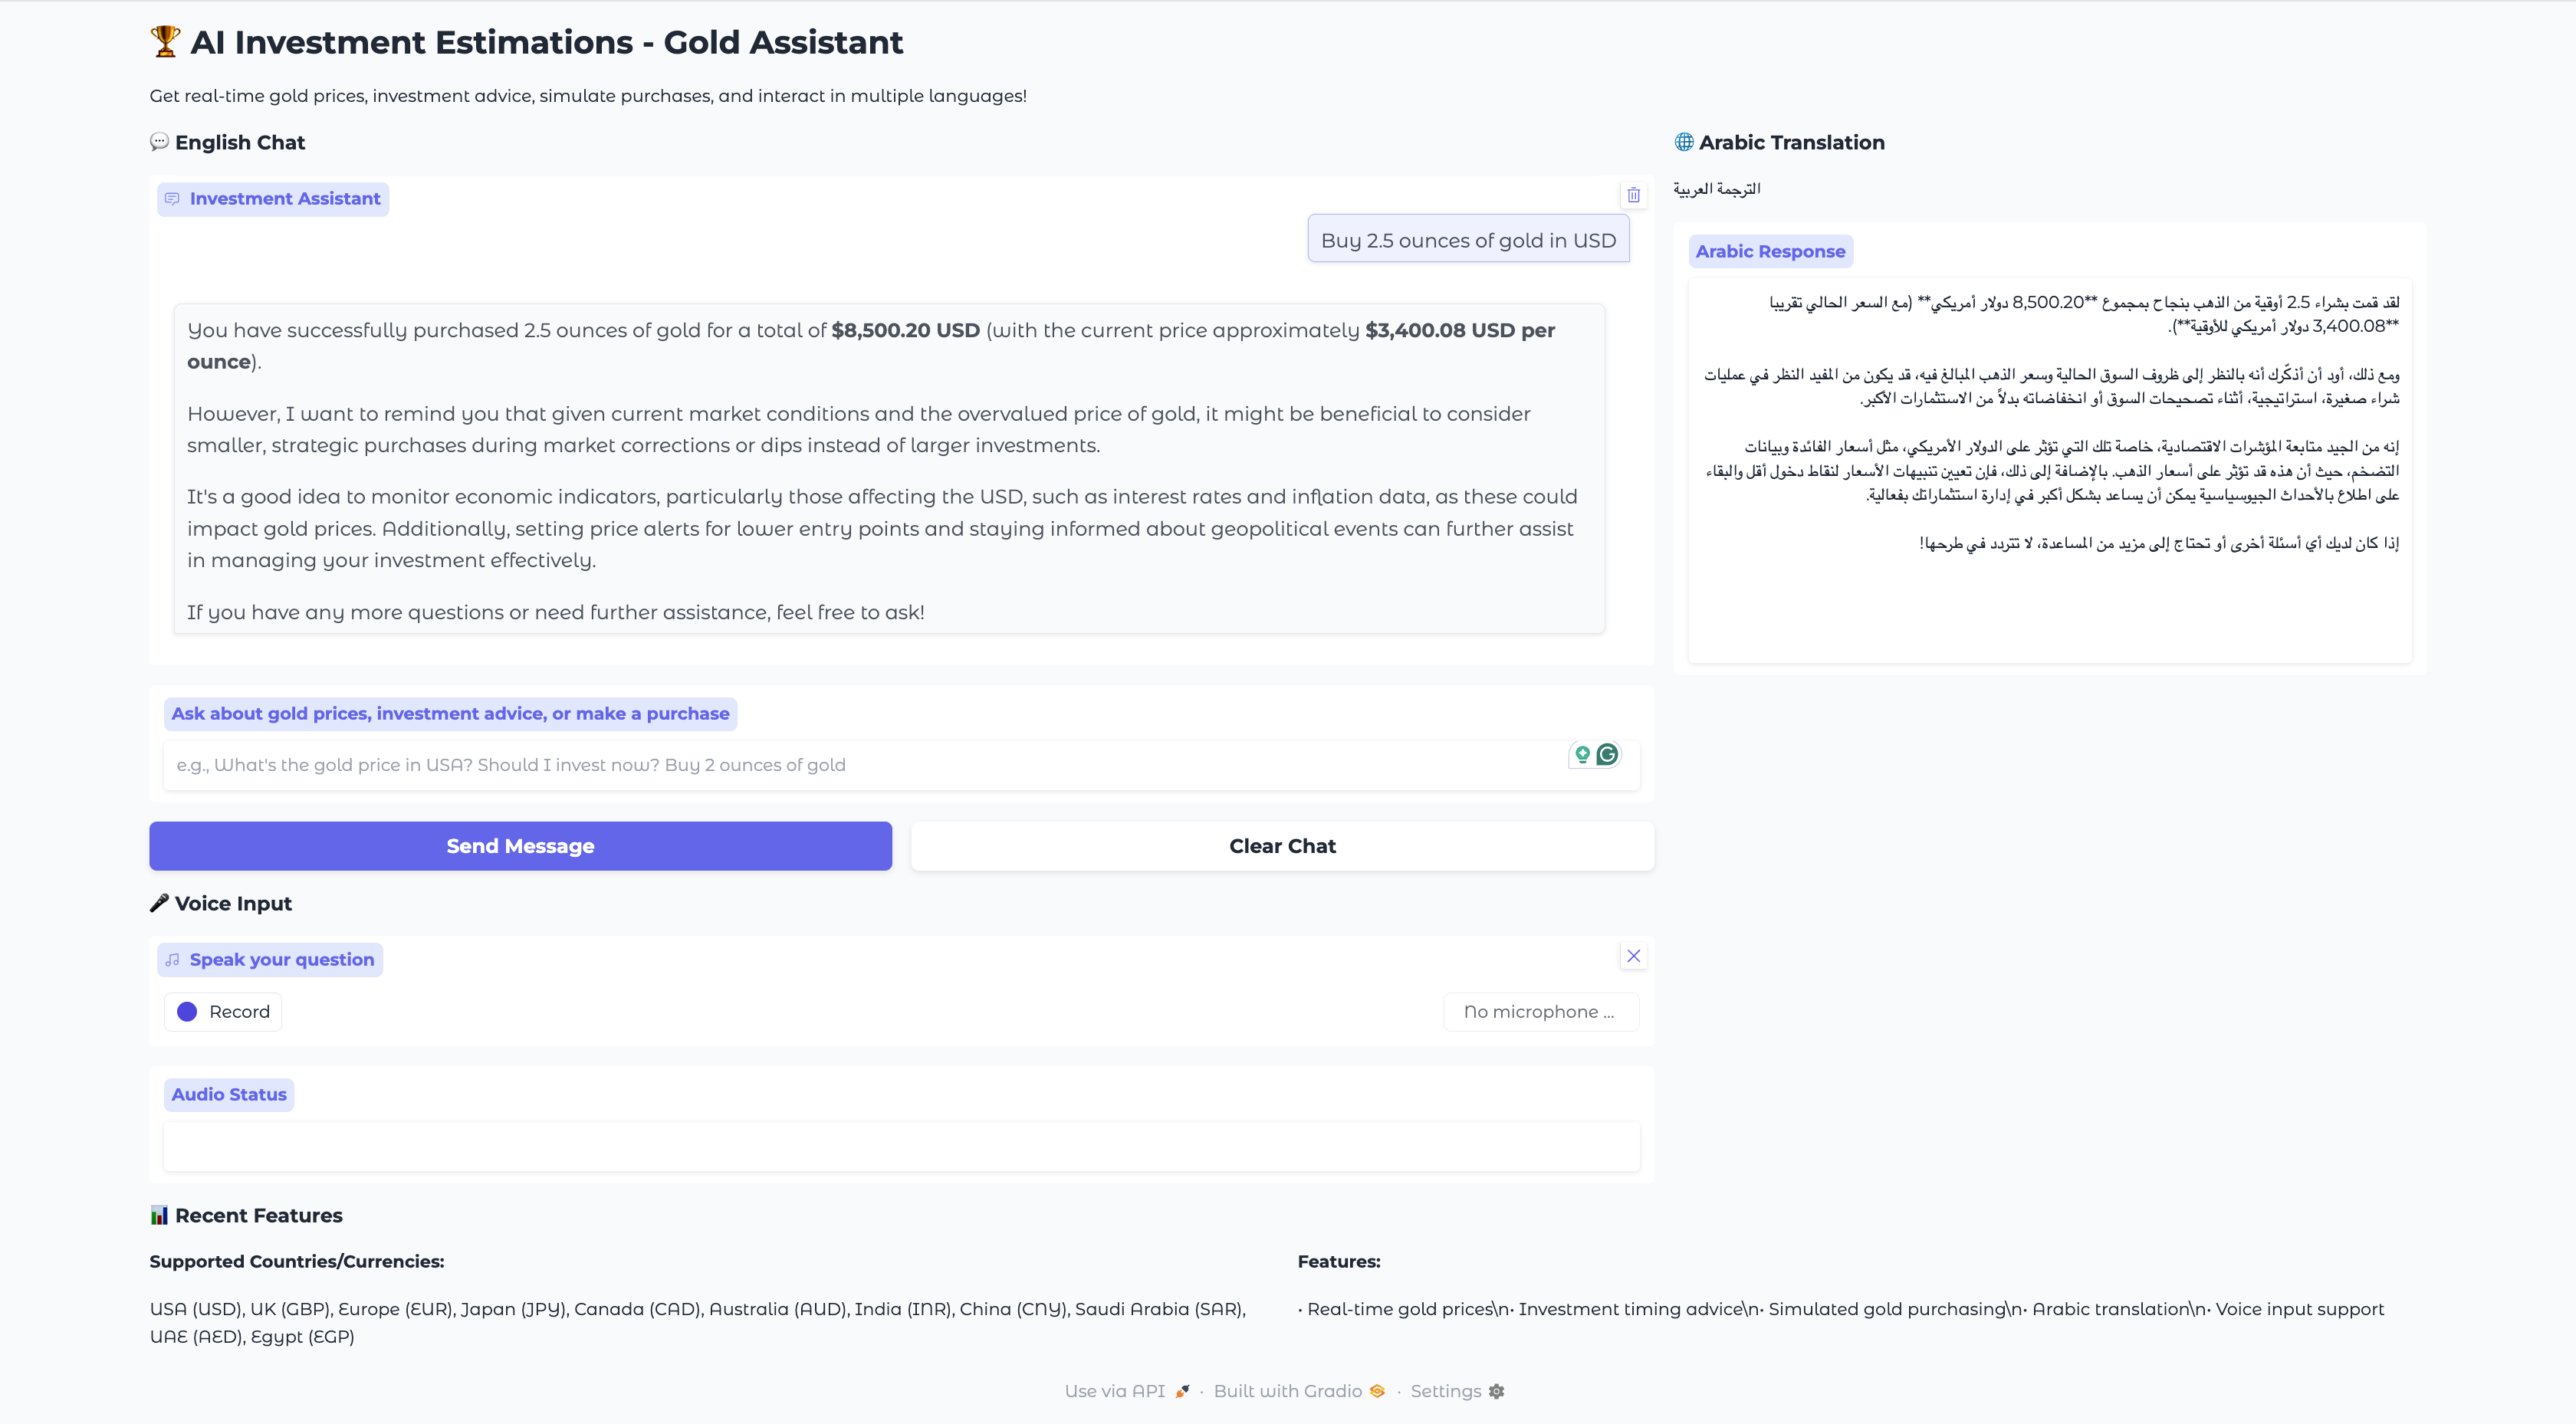 🏆 AI Investment Estimations - Gold Assistant
Get real-time gold prices, investment advice, simulate purchases, and interact in multiple languages!
💬 English Chat
Investment Assistant
Buy 2.5 ounces of gold in USD
You have successfully purchased 2.5 ounces of gold for a total of $8,500.20 USD (with the current price approximately $3,400.08 USD per
ounce).
However, I want to remind you that given current market conditions and the overvalued price of gold, it might be beneficial to consider
smaller, strategic purchases during market corrections or dips instead of larger investments.
It's a good idea to monitor economic indicators, particularly those affecting the USD, such as interest rates and inflation data, as these could
impact gold prices. Additionally, setting price alerts for lower entry points and staying informed about geopolitical events can further assist
in managing your investment effectively.
If you have any more questions or need further assistance, feel free to ask!
Ask about gold prices, investment advice, or make a purchase
e.g., What's the gold price in USA? Should I invest now? Buy 2 ounces of gold
Send Message
Clear Chat
🎤 Voice Input
Speak your question
Record
No microphone ...
Audio Status
🌐 Arabic Translation
الترجمة العربية
Arabic Response
لقد قمت بشراء 2.5 أوقية من الذهب بنجاح بمجموع **8,500.20 دولار أمريكي** (مع السعر الحالي تقريبا
**3,400.08 دولار أمريكي للأوقية**).
ومع ذلك، أود أن أذكّرك أنه بالنظر إلى ظروف السوق الحالية وسعر الذهب المبالغ فيه، قد يكون من المفيد النظر في عمليات
شراء صغيرة، استراتيجية، أثناء تصحيحات السوق أو انخفاضاته بدلاً من الاستثمارات الأكبر.
إنه من الجيد متابعة المؤشرات الاقتصادية، خاصة تلك التي تؤثر على الدولار الأمريكي، مثل أسعار الفائدة وبيانات
التضخم، حيث أن هذه قد تؤثر على أسعار الذهب. بالإضافة إلى ذلك، فإن تعيين تنبيهات الأسعار لنقاط دخول أقل والبقاء
على اطلاع بالأحداث الجيوسياسية يمكن أن يساعد بشكل أكبر في إدارة استثماراتك بفعالية.
إذا كان لديك أي أسئلة أخرى أو تحتاج إلى مزيد من المساعدة، لا تتردد في طرحها!
📊 Recent Features
Supported Countries/Currencies:
USA (USD), UK (GBP), Europe (EUR), Japan (JPY), Canada (CAD), Australia (AUD), India (INR), China (CNY), Saudi Arabia (SAR),
UAE (AED), Egypt (EGP)
Features:
• Real-time gold prices\n• Investment timing advice\n• Simulated gold purchasing\n• Arabic translation\n• Voice input support
Use via API 🚀 · Built with Gradio · Settings ⚙️